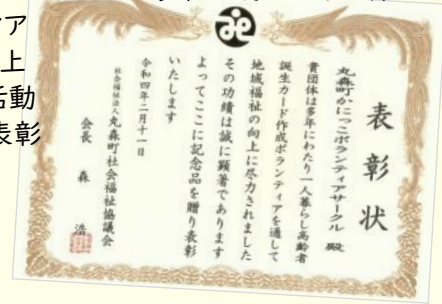 ア
上
活動
表彰
表彰状
丸森町かにっこボランティアサークル 殿
貴団体は多年にわたり一人暮らし高齢者
誕生カード作成ボランティアを通して
地域福祉の向上に尽力されました
その功績は誠に顕著であります
よってここに記念品を贈り表彰
いたします
令和四年二月十一日
社会福祉法人 丸森町社会福祉協議会
会長 森